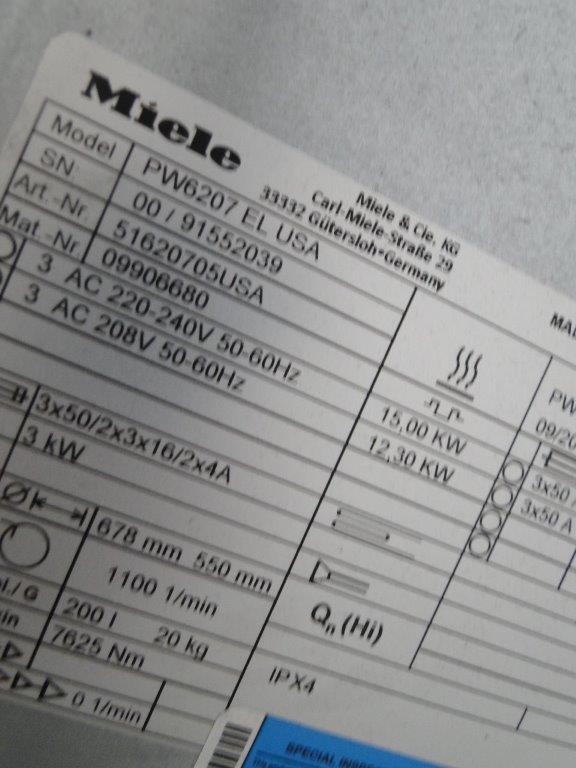 Miele
Miele & Cie. KG
Carl-Miele-Straße 29
33332 Gütersloh•Germany
Model PW6207 EL USA
SN: 00 / 91552039
Art.-Nr. 51620705USA
Mat.-Nr. 09906680
3 AC 220-240V 50-60Hz
3 AC 208V 50-60Hz
15,00 KW
12,30 KW
3x50/2x3x16/2x4A
3 kW
PW
09/20
3x50
3x50 A
678 mm 550 mm
1100 1/min
/ G 200 l 20 kg
7625 Nm
0 1/min
Qn (Hi)
IPX4